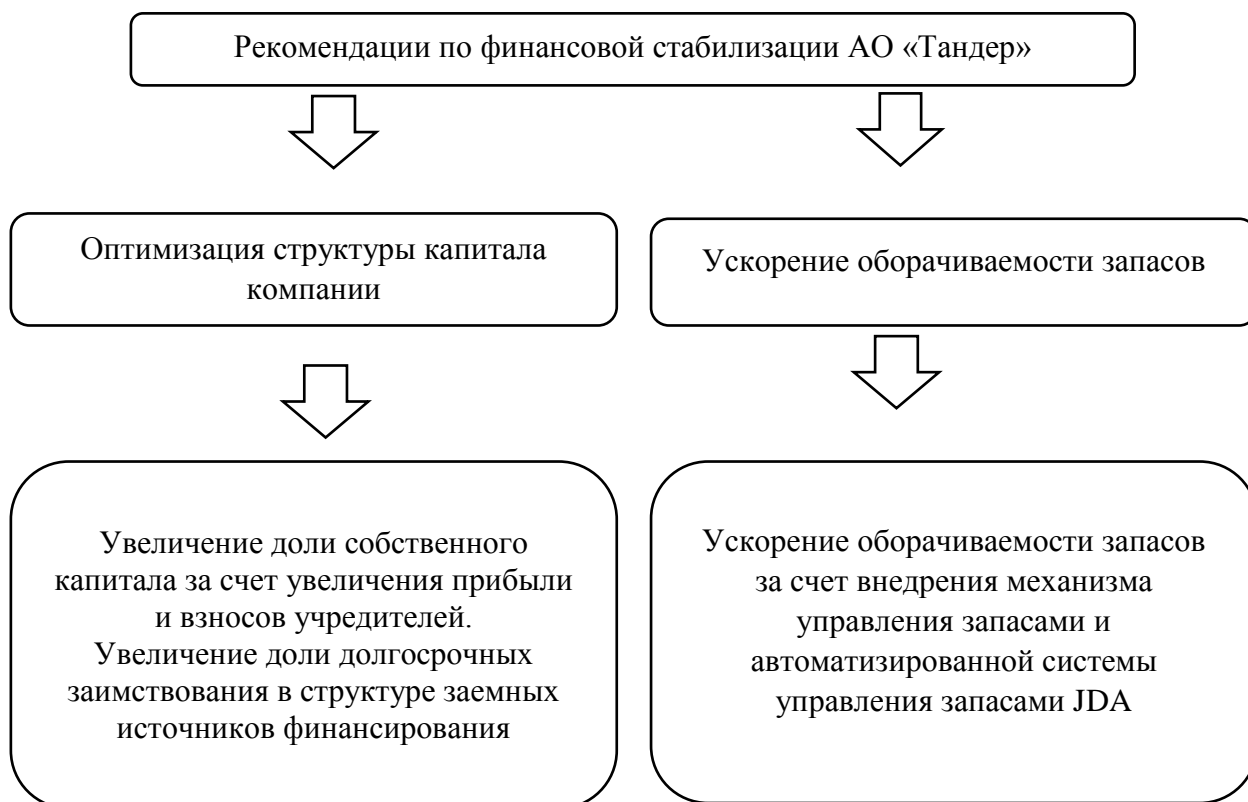 Рекомендации по финансовой стабилизации АО «Тандер»
Оптимизация структуры капитала
компании
Ускорение оборачиваемости запасов
Увеличение доли собственного
капитала за счет увеличения прибыли
и взносов учредителей.
Увеличение доли долгосрочных
заимствования в структуре заемных
источников финансирования
Ускорение оборачиваемости запасов
за счет внедрения механизма
управления запасами и
автоматизированной системы
управления запасами JDA